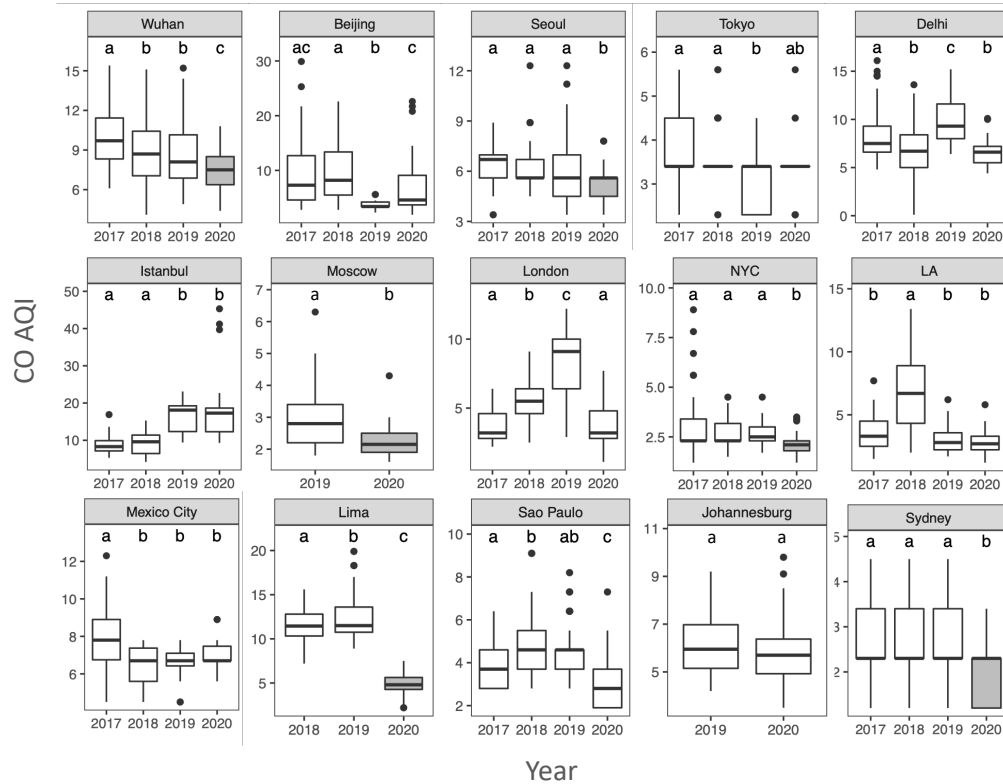 Wuhan
a b b c
15
12
9
6
2017 2018 2019 2020
Beijing
ac a b c
30
20
10
2017 2018 2019 2020
Seoul
a a a b
12
9
6
3
2017 2018 2019 2020
Tokyo
a a b ab
6
5
4
3
2017 2018 2019 2020
Delhi
a b c b
15
10
5
0
2017 2018 2019 2020
CO AQI
Istanbul
a a b b
50
40
30
20
10
2017 2018 2019 2020
Moscow
a b
7
6
5
4
3
2
2019 2020
London
a b c a
10
5
2017 2018 2019 2020
NYC
a a a b
10.0
7.5
5.0
2.5
2017 2018 2019 2020
LA
b a b b
15
10
5
2017 2018 2019 2020
Mexico City
a b b b
12
10
8
6
2017 2018 2019 2020
Lima
a b c
20
15
10
5
2018 2019 2020
Sao Paulo
a b ab c
10
8
6
4
2
2017 2018 2019 2020
Johannesburg
a a
11
9
7
5
2019 2020
Sydney
a a a b
5
4
3
2
2017 2018 2019 2020
Year